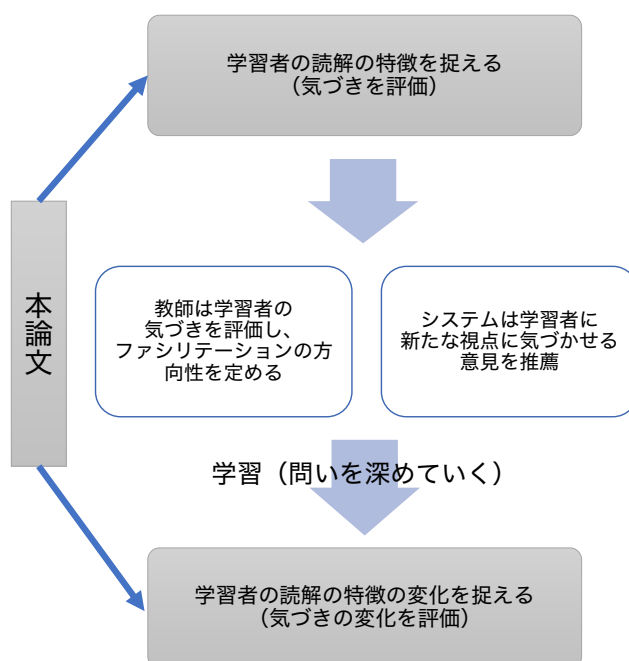 学習者の読解の特徴を捉える
（気づきを評価）
本論文
教師は学習者の
気づきを評価し、
ファシリテーションの方
向性を定める
システムは学習者に
新たな視点に気づかせる
意見を推薦
学習（問いを深めていく）
学習者の読解の特徴の変化を捉える
（気づきの変化を評価）